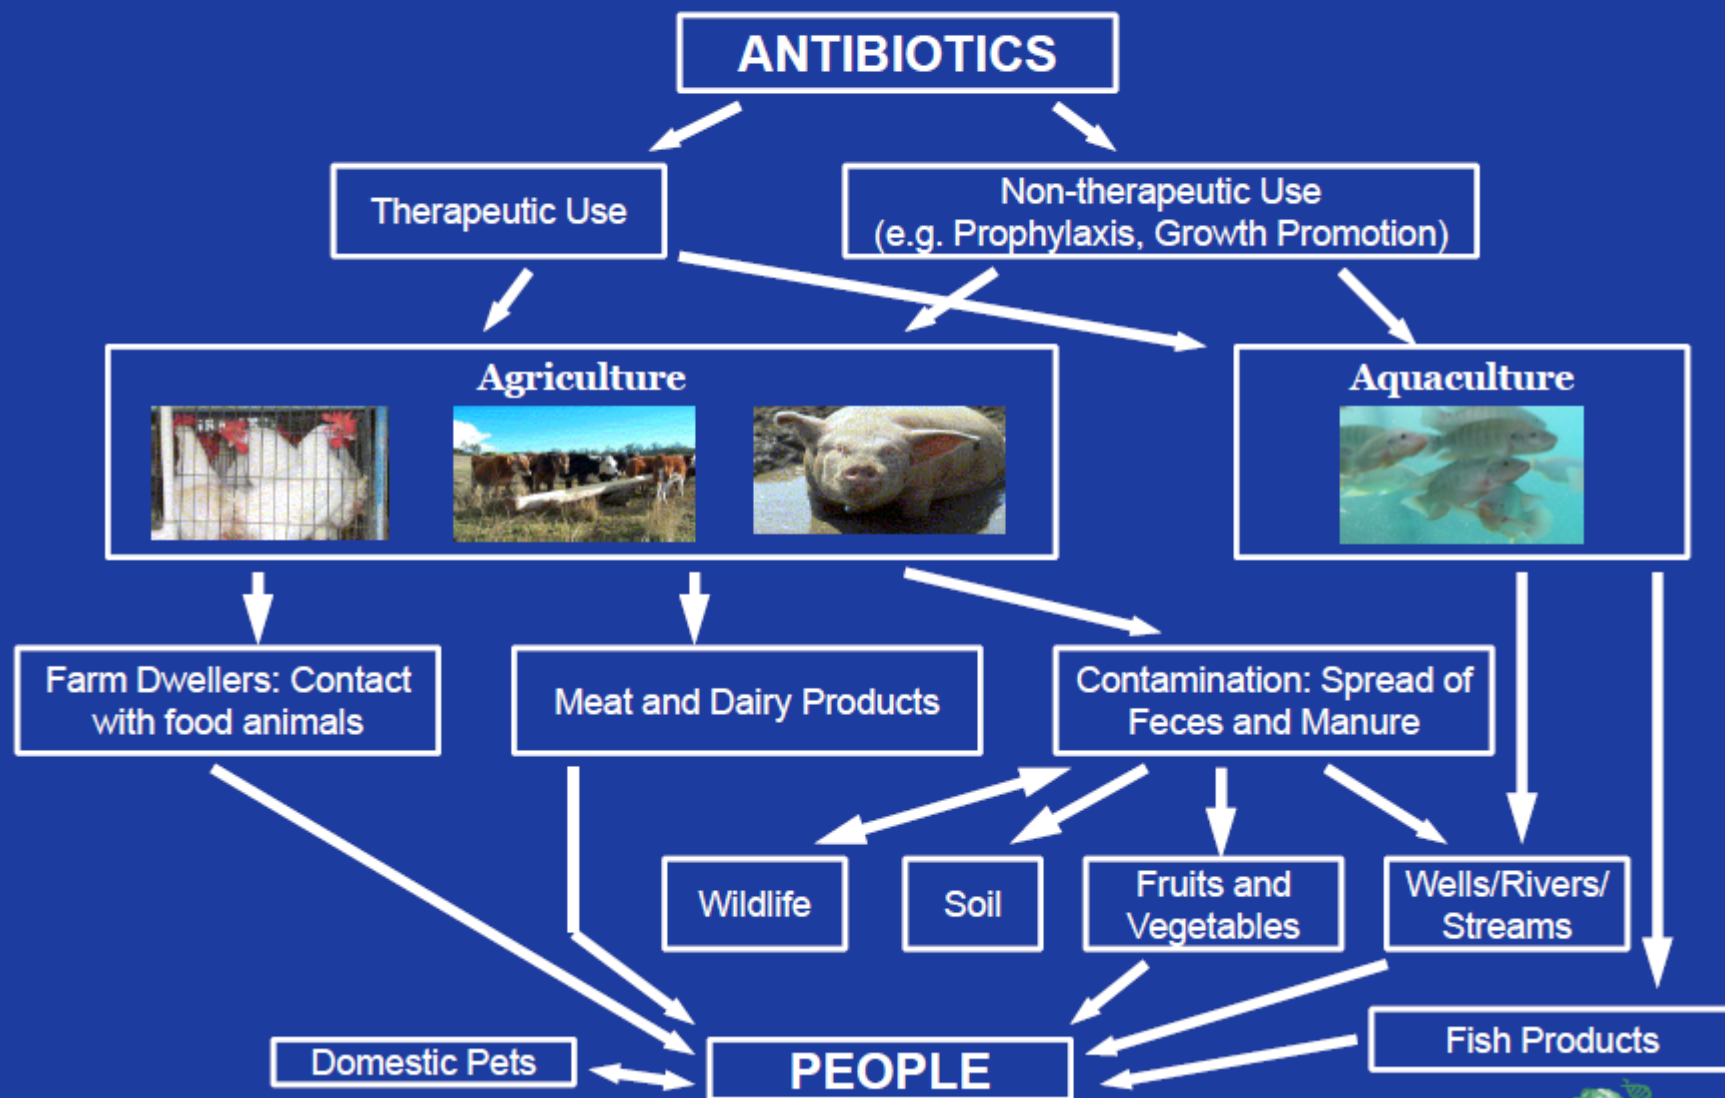 ANTIBIOTICS
Therapeutic Use
Non-therapeutic Use
(e.g. Prophylaxis, Growth Promotion)
Agriculture
Aquaculture
Farm Dwellers: Contact
with food animals
Meat and Dairy Products
Contamination: Spread of
Feces and Manure
Wildlife
Soil
Fruits and
Vegetables
Wells/Rivers/
Streams
Fish Products
Domestic Pets
PEOPLE